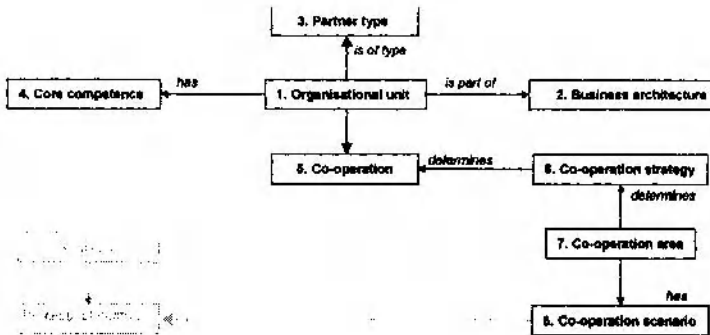 3. Partner type
is of type
has
is part of
4. Core competence
1. Organisational unit
2. Business architecture
5. Co-operation
determines
6. Co-operation strategy
determines
7. Co-operation area
has
8. Co-operation scenario